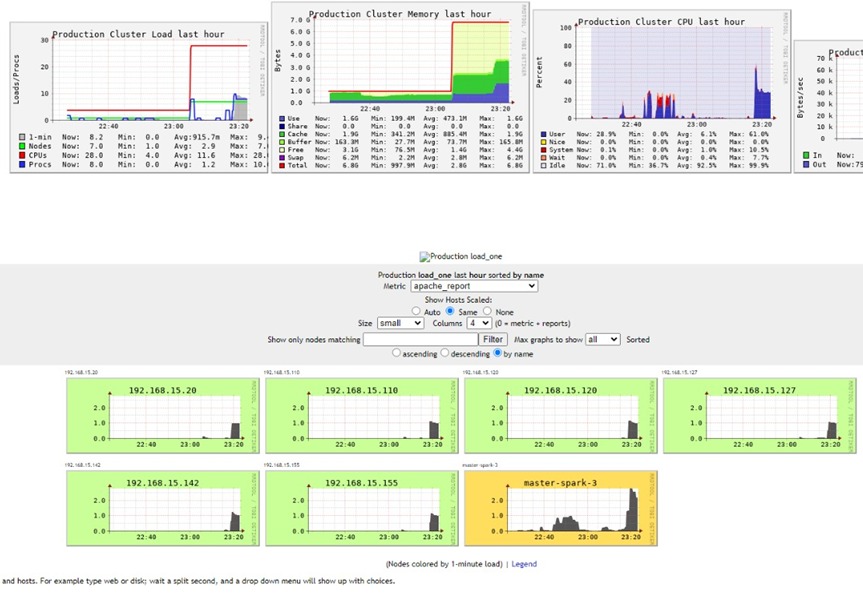 Production Cluster Load last hour
Loads/Procs
30
20
10
0
22:40 23:00 23:20
1-min Now: 8.2 Min: 0.0 Avg:915.7m Max: 9.
Nodes Now: 7.0 Min: 1.0 Avg: 2.9 Max: 7.
CPUs Now: 28.0 Min: 4.0 Avg: 11.6 Max: 28.
Procs Now: 8.0 Min: 0.0 Avg: 1.2 Max: 10.
RRDTOOL / TOBI OETIKER
Production Cluster Memory last hour
Bytes
7.0 G
6.0 G
5.0 G
4.0 G
3.0 G
2.0 G
1.0 G
0.0
22:40 23:00 23:20
Use Now: 1.6G Min: 199.4M Avg: 473.1M Max: 1.6G
Share Now: 0.0 Min: 0.0 Avg: 0.0 Max: 0.0
Cache Now: 1.9G Min: 341.2M Avg: 885.4M Max: 1.9G
Buffer Now: 163.3M Min: 27.7M Avg: 73.7M Max: 165.8M
Free Now: 3.1G Min: 76.5M Avg: 1.4G Max: 4.4G
Swap Now: 6.2M Min: 2.2M Avg: 2.8M Max: 6.2M
Total Now: 6.8G Min: 997.9M Avg: 2.8G Max: 6.8G
RRDTOOL / TOBI OETIKER
Production Cluster CPU last hour
Percent
100
80
60
40
20
0
22:40 23:00 23:20
User Now: 28.9% Min: 0.0% Avg: 6.1% Max: 61.0%
Nice Now: 0.0% Min: 0.0% Avg: 0.0% Max: 0.0%
System Now: 0.1% Min: 0.0% Avg: 1.0% Max: 10.5%
Wait Now: 0.0% Min: 0.0% Avg: 0.4% Max: 7.7%
Idle Now: 71.0% Min: 36.7% Avg: 92.5% Max: 99.9%
RRDTOOL / TOBI OETIKER
Product
Bytes/sec
70 k
60 k
50 k
40 k
30 k
20 k
10 k
0
In Now:
Out Now:79
Production load_one
Production load_one last hour sorted by name
Metric apache_report
Show Hosts Scaled:
Auto Same None
Size small Columns 4 (0 = metric + reports)
Show only nodes matching Filter Max graphs to show all Sorted
ascending descending by name
192.168.15.20
192.168.15.20
2.0
1.0
0.0
22:40 23:00 23:20
RRDTOOL / TOBI OETIKER
192.168.15.110
192.168.15.110
2.0
1.0
0.0
22:40 23:00 23:20
RRDTOOL / TOBI OETIKER
192.168.15.120
192.168.15.120
2.0
1.0
0.0
22:40 23:00 23:20
RRDTOOL / TOBI OETIKER
192.168.15.127
192.168.15.127
2.0
1.0
0.0
22:40 23:00 23:20
RRDTOOL / TOBI OETIKER
192.168.15.142
192.168.15.142
2.0
1.0
0.0
22:40 23:00 23:20
RRDTOOL / TOBI OETIKER
192.168.15.155
192.168.15.155
2.0
1.0
0.0
22:40 23:00 23:20
RRDTOOL / TOBI OETIKER
master-spark-3
master-spark-3
2.0
1.0
0.0
22:40 23:00 23:20
RRDTOOL / TOBI OETIKER
(Nodes colored by 1-minute load) | Legend
and hosts. For example type web or disk; wait a split second, and a drop down menu will show up with choices.